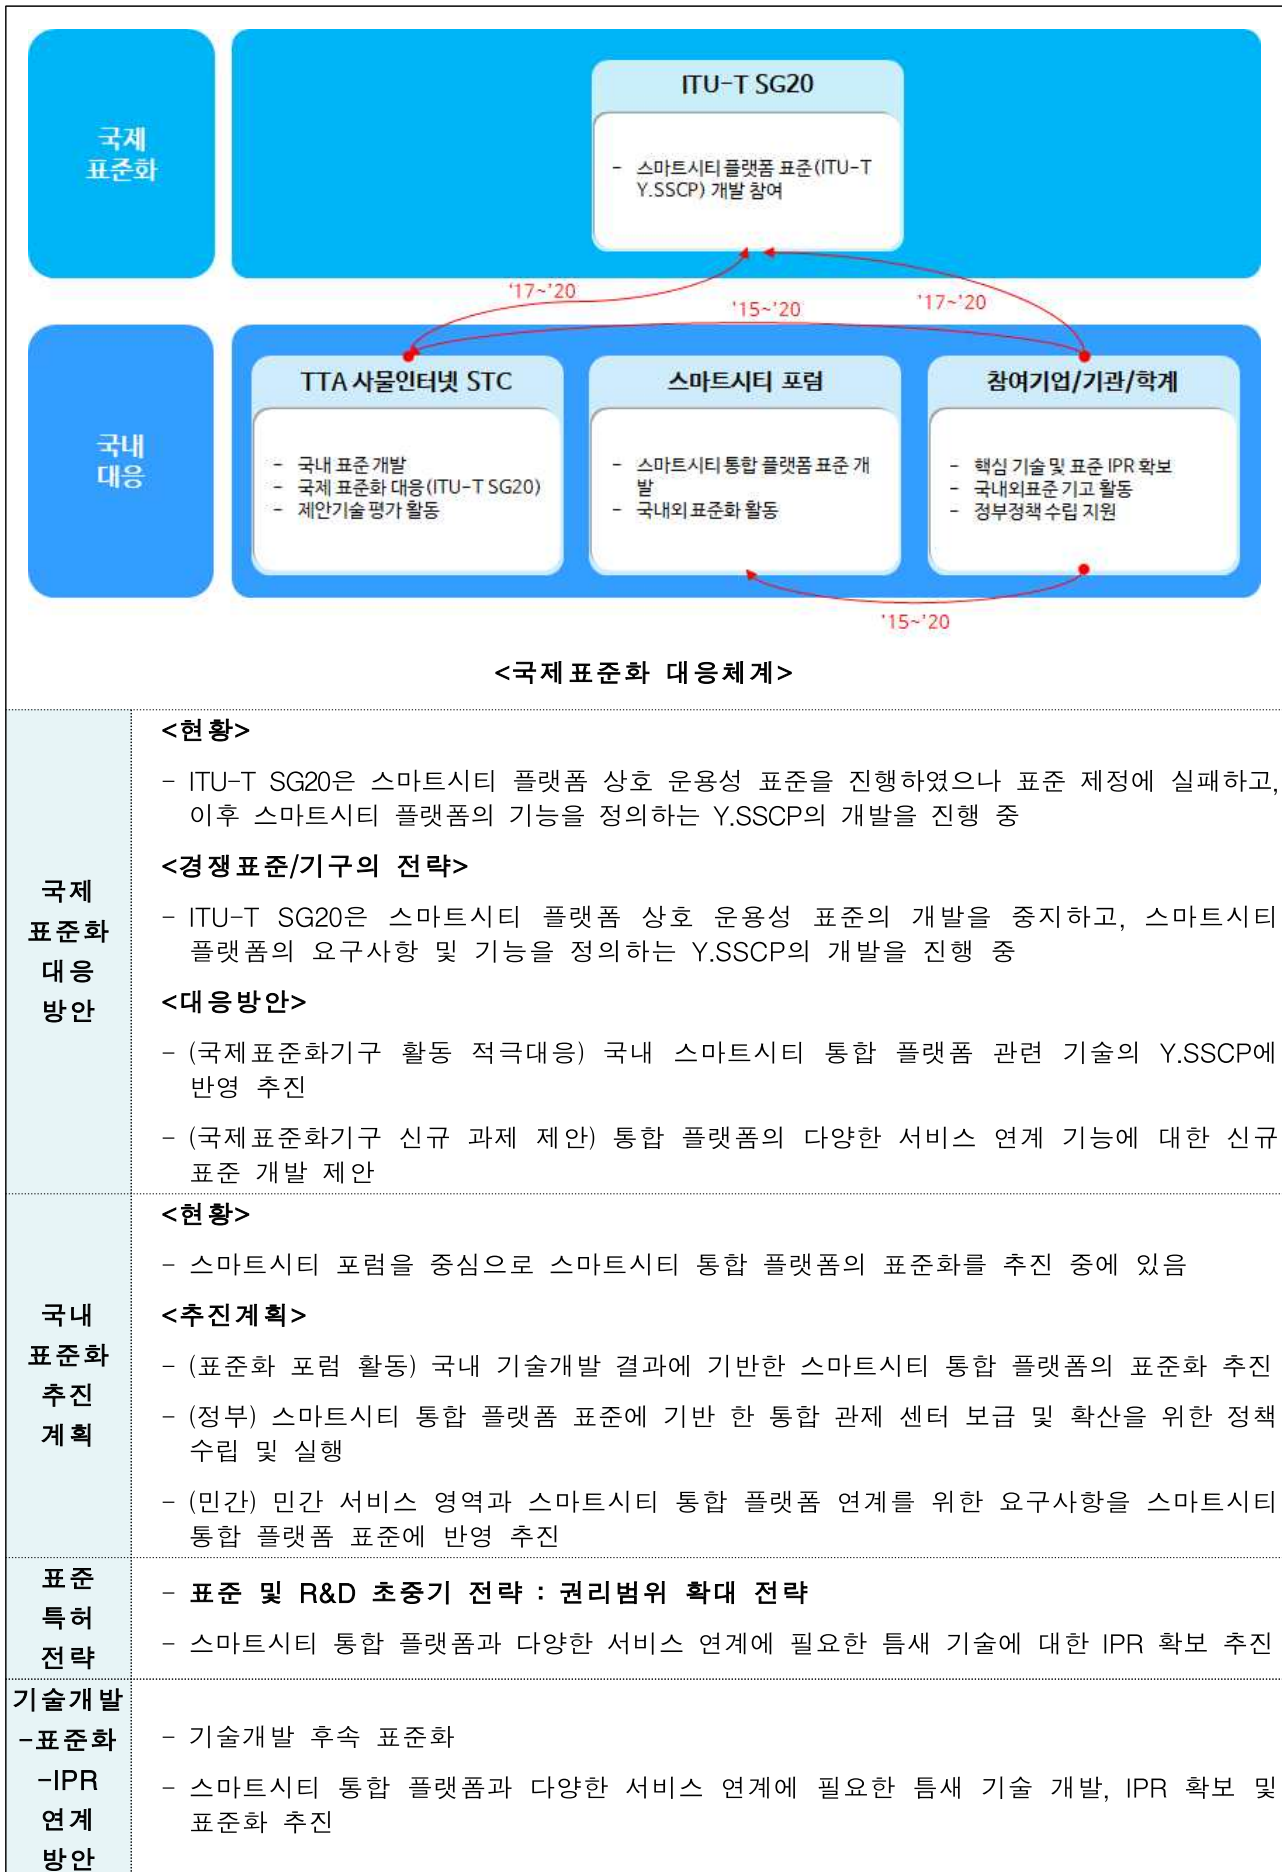 국제
표준화
ITU-T SG20
- 스마트시티 플랫폼 표준(ITU-T
Y.SSCP) 개발 참여
'17~'20
'15~'20
'17~'20
국내
대응
TTA 사물인터넷 STC
- 국내 표준 개발
- 국제 표준화 대응(ITU-T SG20)
- 제안기술 평가 활동
스마트시티 포럼
- 스마트시티 통합 플랫폼 표준 개
발
- 국내외 표준화 활동
참여기업/기관/학계
- 핵심 기술 및 표준 IPR 확보
- 국내외표준 기고 활동
- 정부정책 수립 지원
'15~'20
<국제표준화 대응체계>
국제
표준화
대응
방안
<현황>
- ITU-T SG20은 스마트시티 플랫폼 상호 운용성 표준을 진행하였으나 표준 제정에 실패하고,
이후 스마트시티 플랫폼의 기능을 정의하는 Y.SSCP의 개발을 진행 중
<경쟁표준/기구의 전략>
- ITU-T SG20은 스마트시티 플랫폼 상호 운용성 표준의 개발을 중지하고, 스마트시티
플랫폼의 요구사항 및 기능을 정의하는 Y.SSCP의 개발을 진행 중
<대응방안>
- (국제표준화기구 활동 적극대응) 국내 스마트시티 통합 플랫폼 관련 기술의 Y.SSCP에
반영 추진
- (국제표준화기구 신규 과제 제안) 통합 플랫폼의 다양한 서비스 연계 기능에 대한 신규
표준 개발 제안
국내
표준화
추진
계획
<현황>
- 스마트시티 포럼을 중심으로 스마트시티 통합 플랫폼의 표준화를 추진 중에 있음
<추진계획>
- (표준화 포럼 활동) 국내 기술개발 결과에 기반한 스마트시티 통합 플랫폼의 표준화 추진
- (정부) 스마트시티 통합 플랫폼 표준에 기반 한 통합 관제 센터 보급 및 확산을 위한 정책
수립 및 실행
- (민간) 민간 서비스 영역과 스마트시티 통합 플랫폼 연계를 위한 요구사항을 스마트시티
통합 플랫폼 표준에 반영 추진
표준
특허
전략
- 표준 및 R&D 초중기 전략 : 권리범위 확대 전략
- 스마트시티 통합 플랫폼과 다양한 서비스 연계에 필요한 틈새 기술에 대한 IPR 확보 추진
기술개발
-표준화
-IPR
연계
방안
- 기술개발 후속 표준화
- 스마트시티 통합 플랫폼과 다양한 서비스 연계에 필요한 틈새 기술 개발, IPR 확보 및
표준화 추진